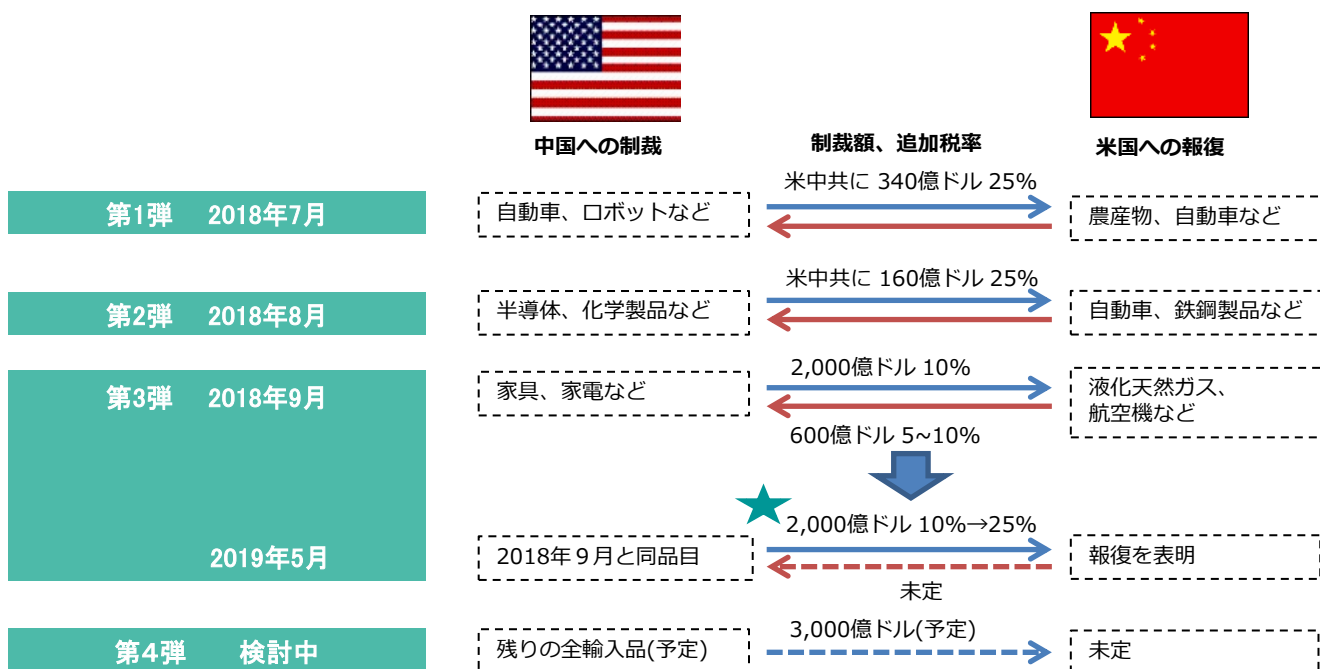 中国への制裁
制裁額、追加税率
米国への報復
第1弾 2018年7月
自動車、ロボットなど
米中共に 340億ドル 25%
農産物、自動車など
第2弾 2018年8月
半導体、化学製品など
米中共に 160億ドル 25%
自動車、鉄鋼製品など
第3弾 2018年9月
家具、家電など
2,000億ドル 10%
液化天然ガス、
航空機など
600億ドル 5~10%
2019年5月
2018年９月と同品目
2,000億ドル 10%→25%
報復を表明
未定
第４弾 検討中
残りの全輸入品(予定)
3,000億ドル(予定)
未定